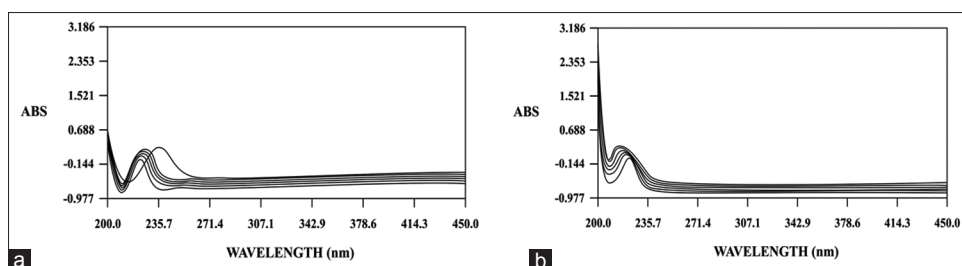 3.186
2.353
1.521
ABS
0.688
-0.144
-0.977
200.0 235.7 271.4 307.1 342.9 378.6 414.3 450.0
WAVELENGTH (nm)
a
3.186
2.353
1.521
ABS
0.688
-0.144
-0.977
200.0 235.7 271.4 307.1 342.9 378.6 414.3 450.0
WAVELENGTH (nm)
b